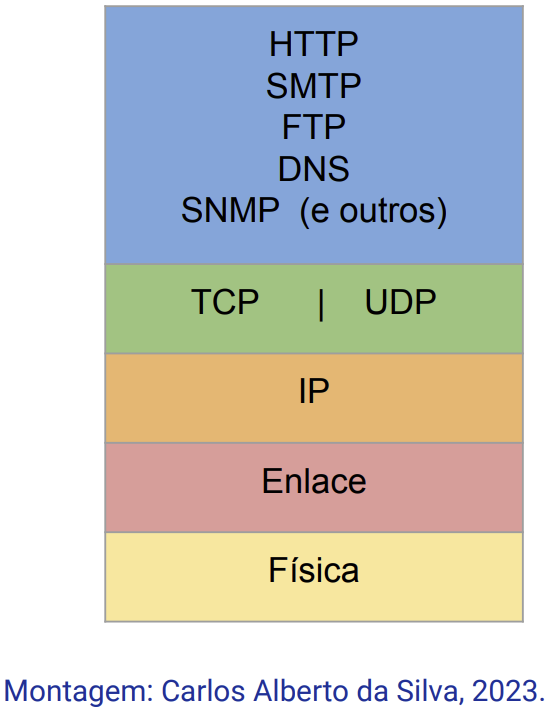 HTTP
SMTP
FTP
DNS
SNMP (e outros)
TCP | UDP
IP
Enlace
Física
Montagem: Carlos Alberto da Silva, 2023.